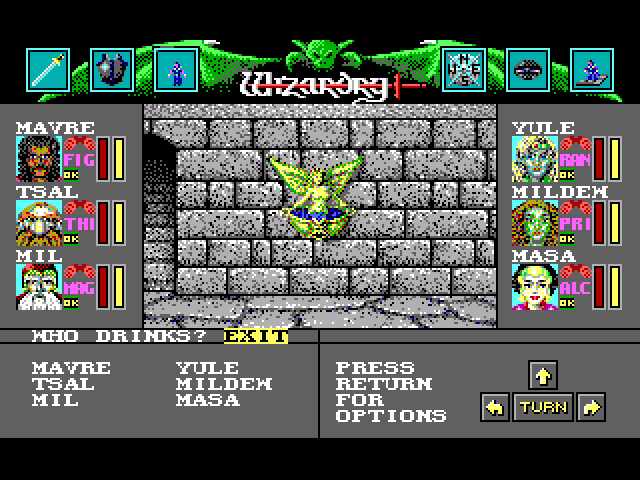 Wizardry
MAVRE
FIG
OK
TSAL
THI
OK
MIL
MAG
OK
YULE
RAN
OK
MILDEW
PRI
OK
MASA
ALC
OK
WHO DRINKS? EXIT
MAVRE YULE
TSAL MILDEW
MIL MASA
PRESS
RETURN
FOR
OPTIONS
TURN